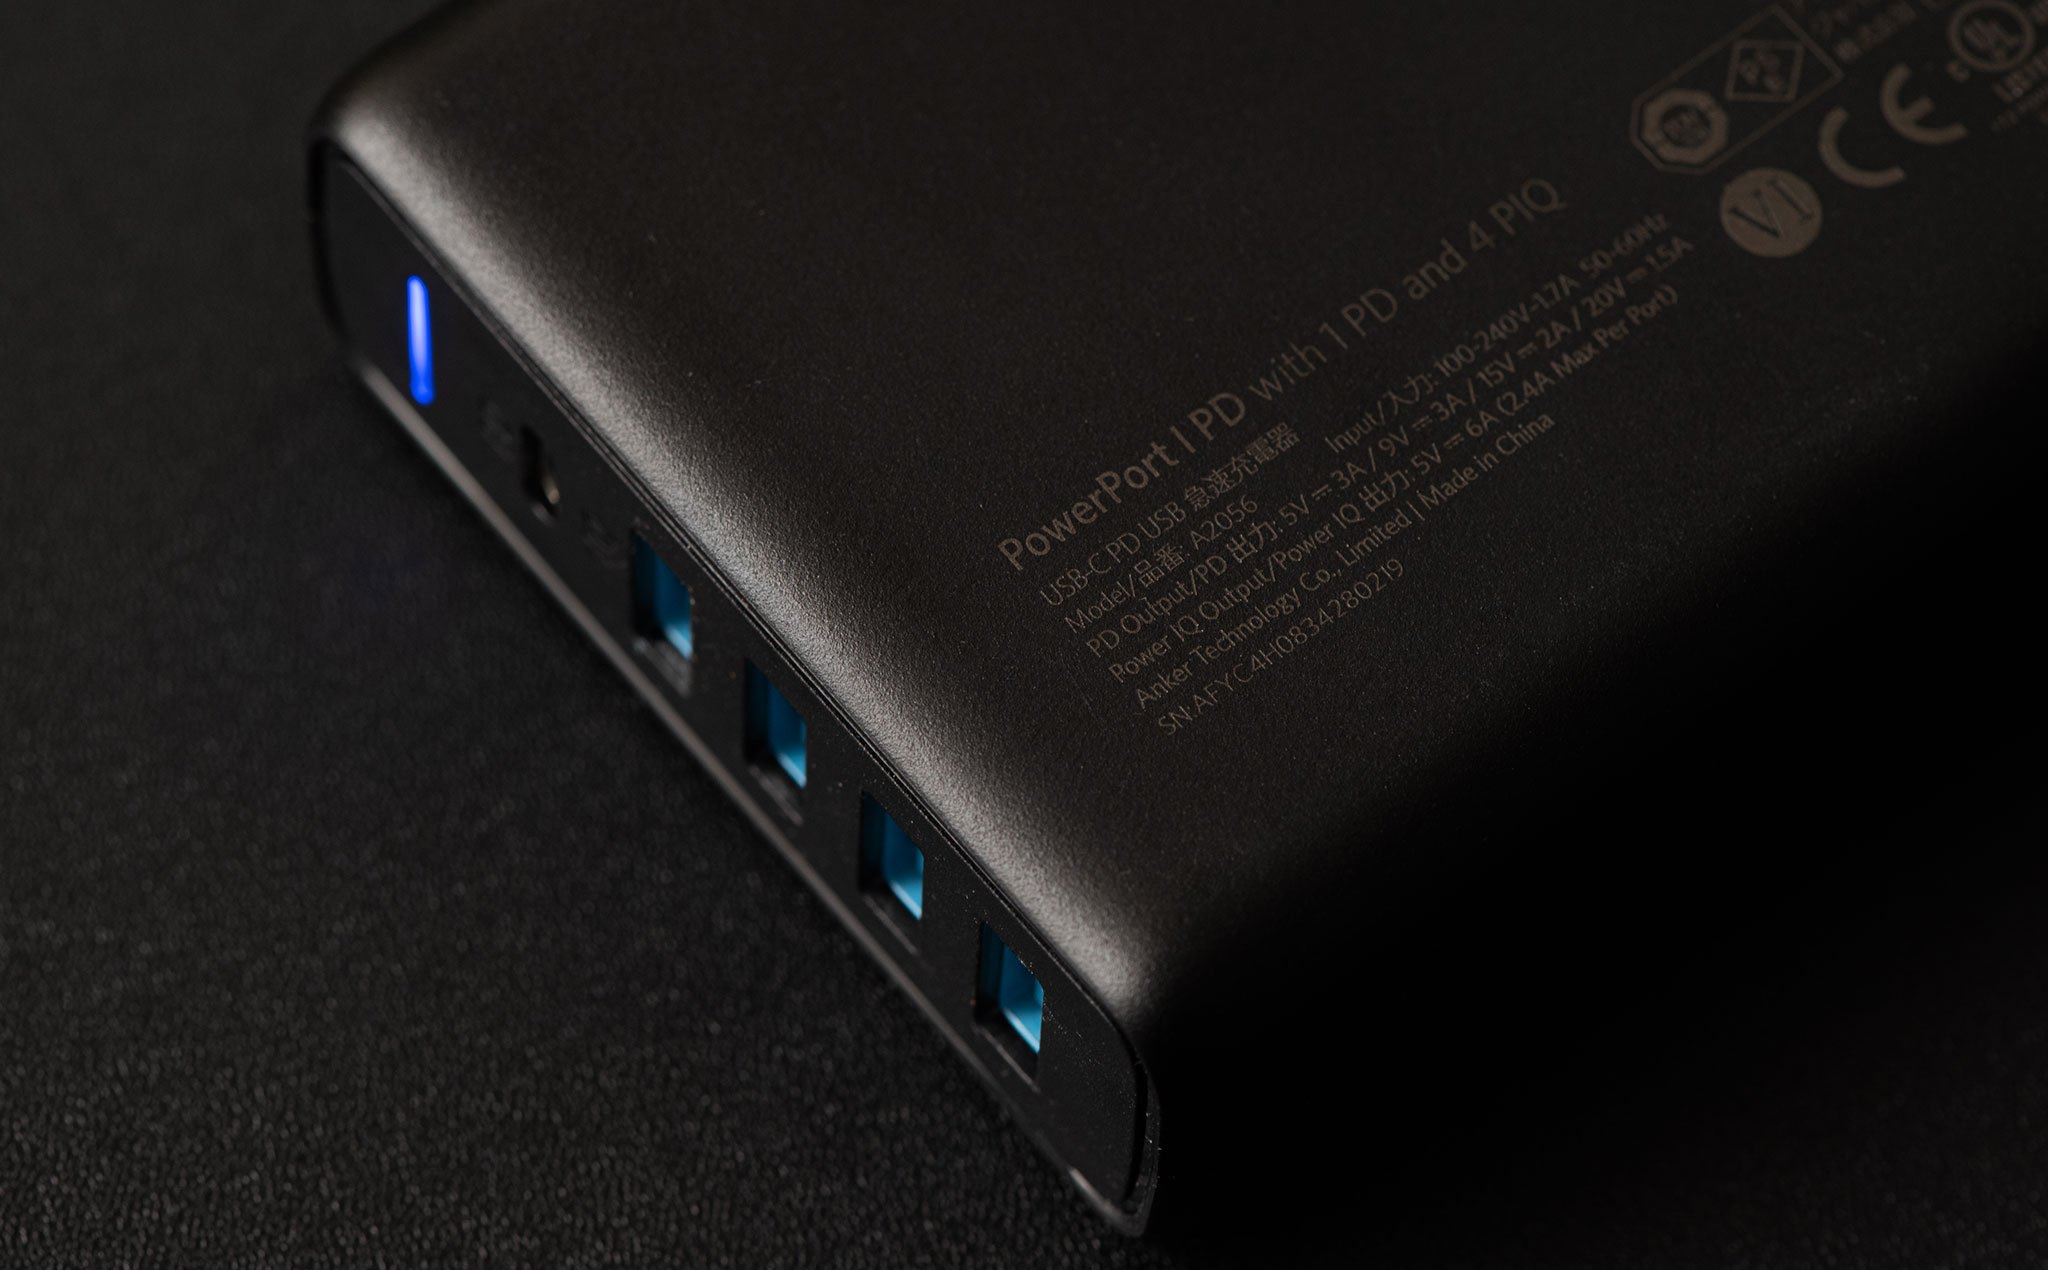 PowerPort I PD with 1 PD and 4 PIQ
USB-C PD USB 急速充電器
Model/品番: A2056 Input/入力: 100-240V~1.7A 50-60Hz
PD Output/PD 出力: 5V ⎓ 3A / 9V ⎓ 3A / 15V ⎓ 2A / 20V ⎓ 1.5A
Power IQ Output/Power IQ 出力: 5V ⎓ 6A (2.4A Max Per Port)
Anker Technology Co., Limited | Made in China
SN:AFYC4H0834280219
VI
CE
UL